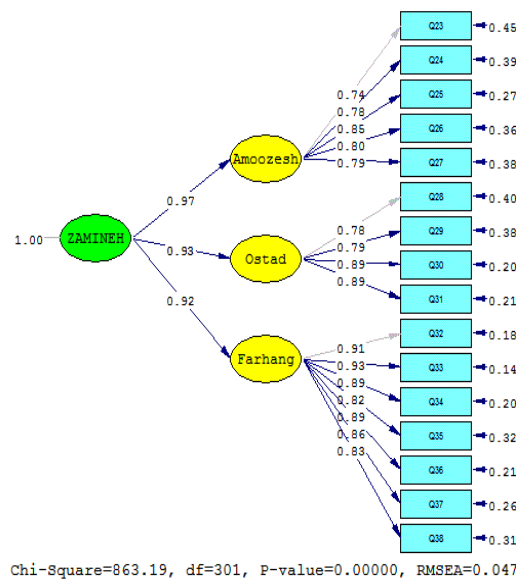 Q23
0.45
Q24
0.39
0.74
0.78
Q25
0.27
0.85
0.80
Q26
0.36
0.79
Amoozesh
Q27
0.38
0.97
Q28
0.40
0.78
Q29
0.38
0.79
1.00
ZAMINEH
0.93
Ostad
0.89
Q30
0.20
0.89
Q31
0.21
0.92
Q32
0.18
0.91
0.93
Farhang
Q33
0.14
0.89
0.82
Q34
0.20
0.89
0.86
Q35
0.32
0.83
Q36
0.21
Q37
0.26
Q38
0.31
Chi-Square=863.19, df=301, P-value=0.00000, RMSEA=0.047